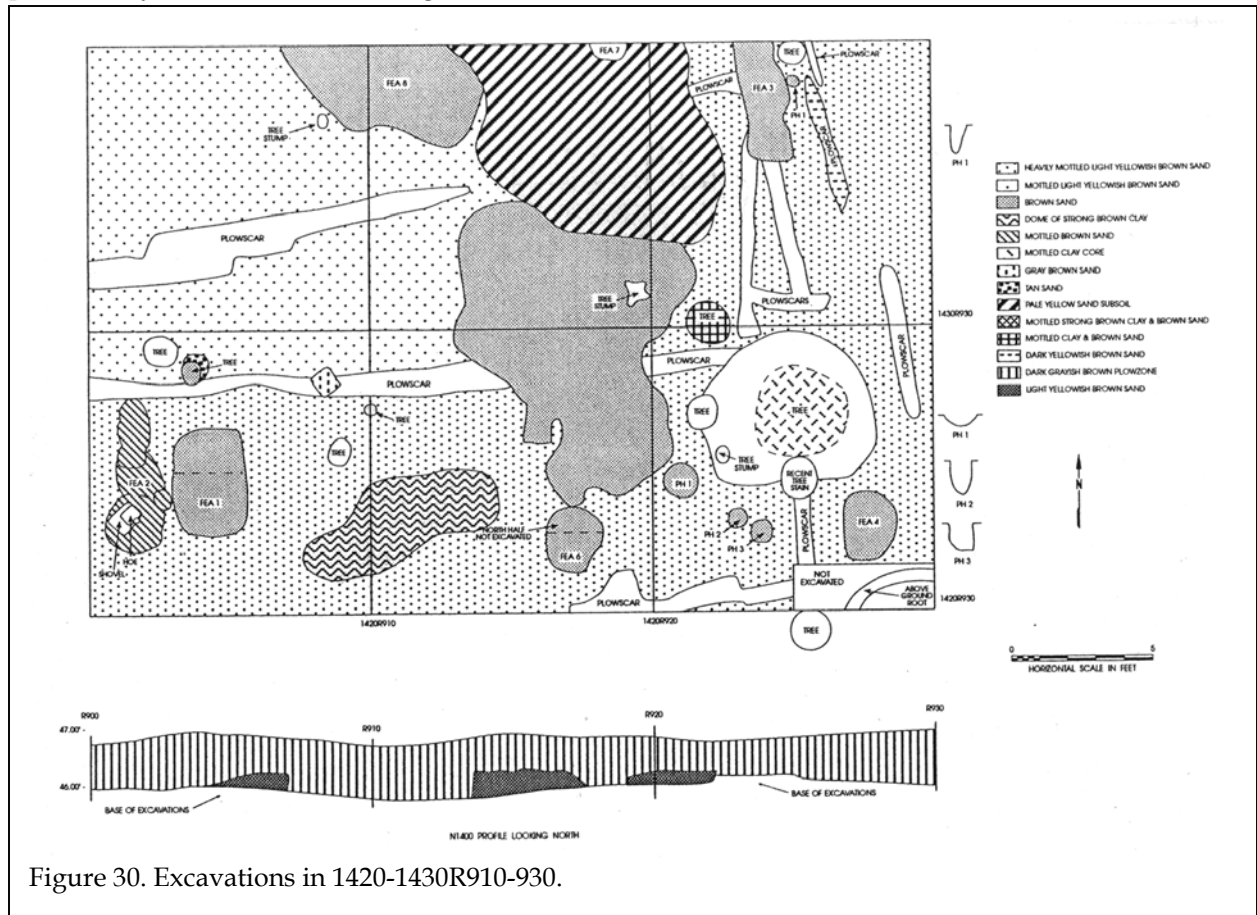 FEA 7
TREE
PLOWSCAR
FEA 8
FEA 3
PLOWSCAR
PH 1
TREE
STUMP
PLOWSCAR
PH 1
HEAVILY MOTTLED LIGHT YELLOWISH BROWN SAND
MOTTLED LIGHT YELLOWISH BROWN SAND
BROWN SAND
DOME OF STRONG BROWN CLAY
MOTTLED BROWN SAND
MOTTLED CLAY CORE
GRAY BROWN SAND
TAN SAND
PALE YELLOW SAND SUBSOIL
MOTTLED STRONG BROWN CLAY & BROWN SAND
MOTTLED CLAY & BROWN SAND
DARK YELLOWISH BROWN SAND
DARK GRAYISH BROWN PLOWZONE
LIGHT YELLOWISH BROWN SAND
PLOWSCAR
TREE
STUMP
PLOWSCARS
TREE
1430R930
TREE
TREE
PLOWSCAR
PLOWSCAR
PLOWSCAR
TREE
TREE
TREE
PH 1
TREE
TREE
STUMP
RECENT
TREE
STAIN
FEA 2
FEA 1
PH 1
PH 2
N
NORTH HALF
NOT EXCAVATED
PH 2
PH 3
PLOWSCAR
FEA 4
PH 3
FEA 6
HOE
SHOVEL
NOT
EXCAVATED
ABOVE
GROUND
ROOT
PLOWSCAR
1420R930
1420R910
1420R920
TREE
0 5
HORIZONTAL SCALE IN FEET
R900
R910
R920
R930
47.00'
46.00'
BASE OF EXCAVATIONS
BASE OF EXCAVATIONS
N1400 PROFILE LOOKING NORTH
Figure 30. Excavations in 1420-1430R910-930.